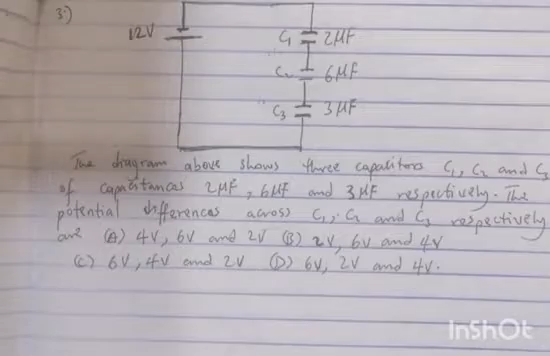 3)
12V
C1 2μF
C2 6μF
C3 3μF
The diagram above shows three capacitors C1, C2 and C3
of capacitances 2μF, 6μF and 3μF respectively. The
potential differences across C1, C2 and C3 respectively
are (A) 4V, 6V and 2V (B) 2V, 6V and 4V
(C) 6V, 4V and 2V (D) 6V, 2V and 4V.
InShOt